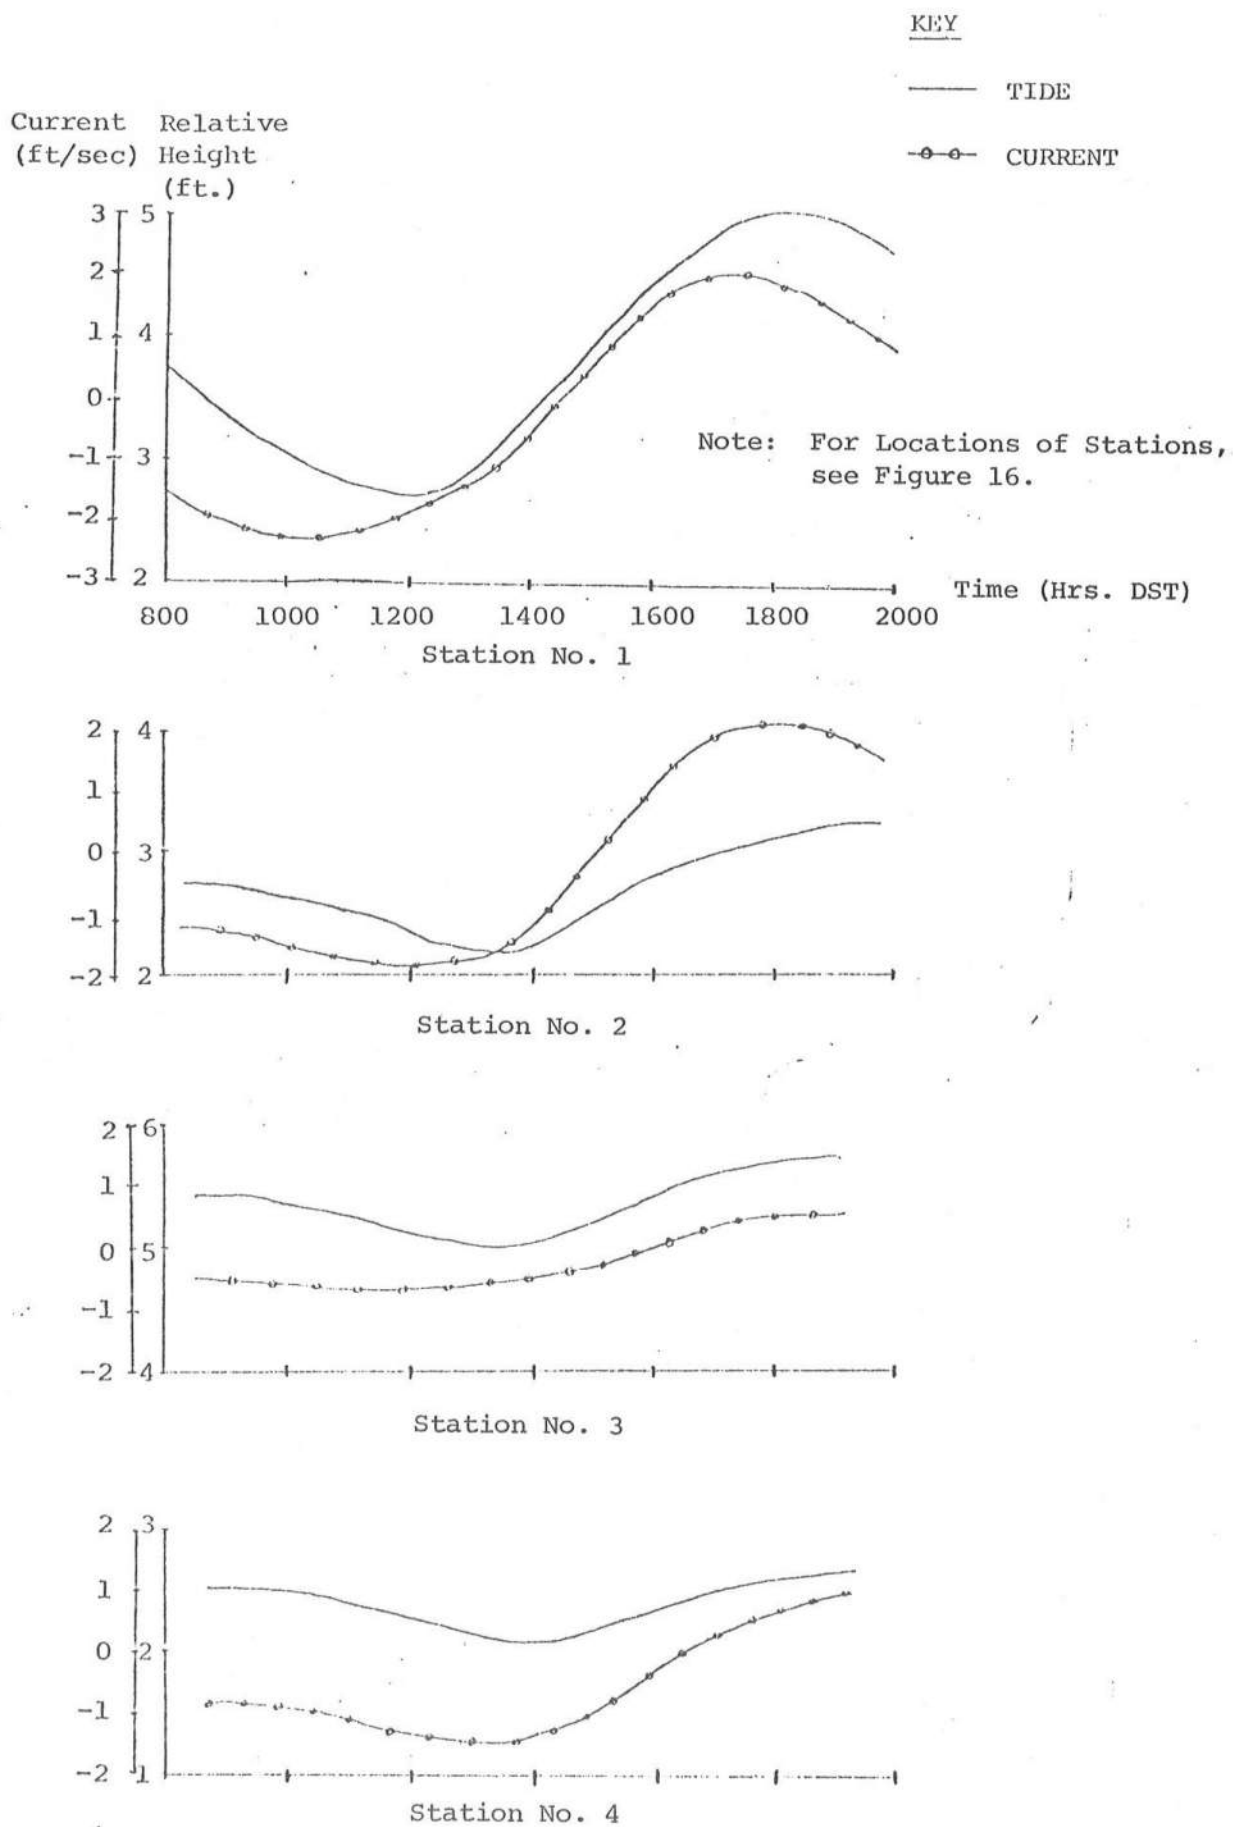 KEY
TIDE
CURRENT
Current Relative
(ft/sec) Height
(ft.)
3 5
2
1 4
0
-1 3
-2
-3 2
Note: For Locations of Stations,
see Figure 16.
Time (Hrs. DST)
800 1000 1200 1400 1600 1800 2000
Station No. 1
2 4
1
0 3
-1
-2 2
Station No. 2
2 6
1
0 5
-1
-2 4
Station No. 3
2 3
1
0 2
-1
-2 1
Station No. 4